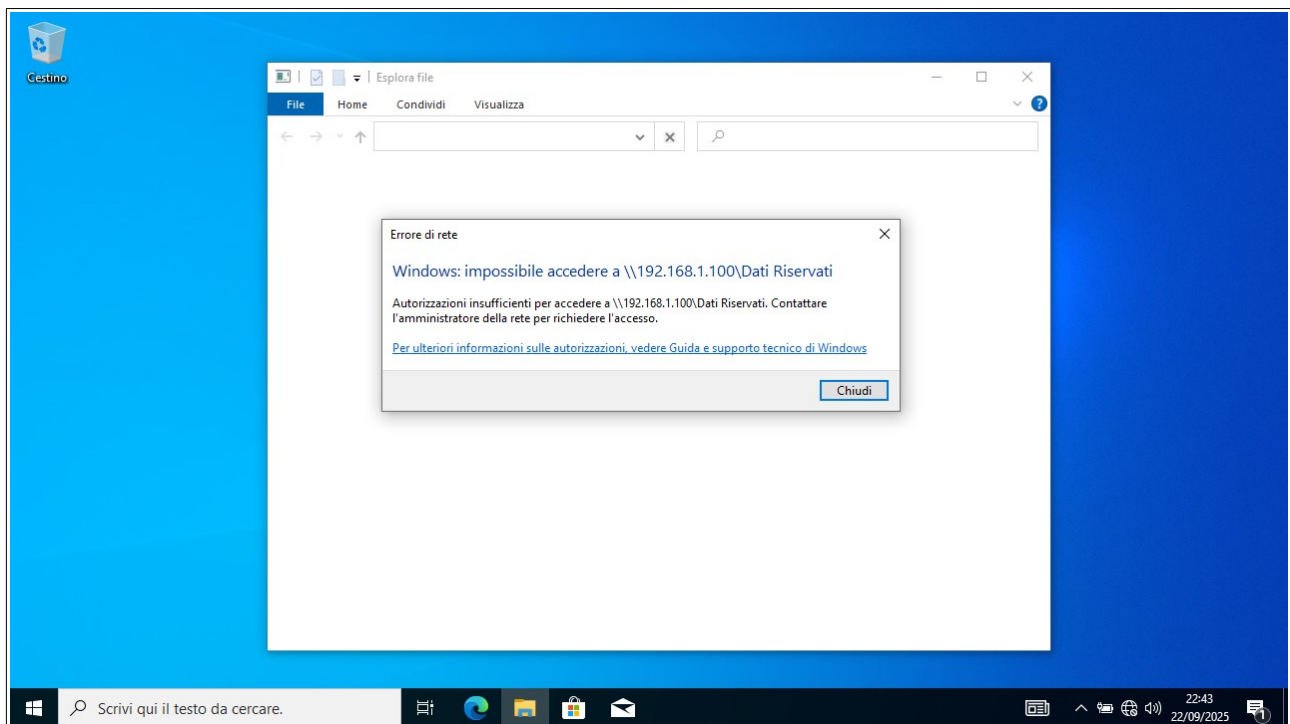 Cestino
Esplora file
File Home Condividi Visualizza
Errore di rete
Windows: impossibile accedere a \\192.168.1.100\Dati Riservati
Autorizzazioni insufficienti per accedere a \\192.168.1.100\Dati Riservati. Contattare
l'amministratore della rete per richiedere l'accesso.
Per ulteriori informazioni sulle autorizzazioni, vedere Guida e supporto tecnico di Windows
Chiudi
Scrivi qui il testo da cercare.
22:43
22/09/2025
1